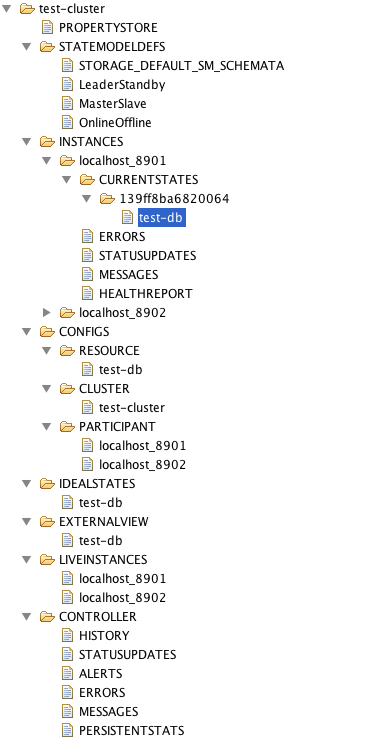 test-cluster
PROPERTYSTORE
STATEMODELDEFS
STORAGE_DEFAULT_SM_SCHEMATA
LeaderStandby
MasterSlave
OnlineOffline
INSTANCES
localhost_8901
CURRENTSTATES
139ff8ba6820064
test-db
ERRORS
STATUSUPDATES
MESSAGES
HEALTHREPORT
localhost_8902
CONFIGS
RESOURCE
test-db
CLUSTER
test-cluster
PARTICIPANT
localhost_8901
localhost_8902
IDEALSTATES
test-db
EXTERNALVIEW
test-db
LIVEINSTANCES
localhost_8901
localhost_8902
CONTROLLER
HISTORY
STATUSUPDATES
ALERTS
ERRORS
MESSAGES
PERSISTENTSTATS